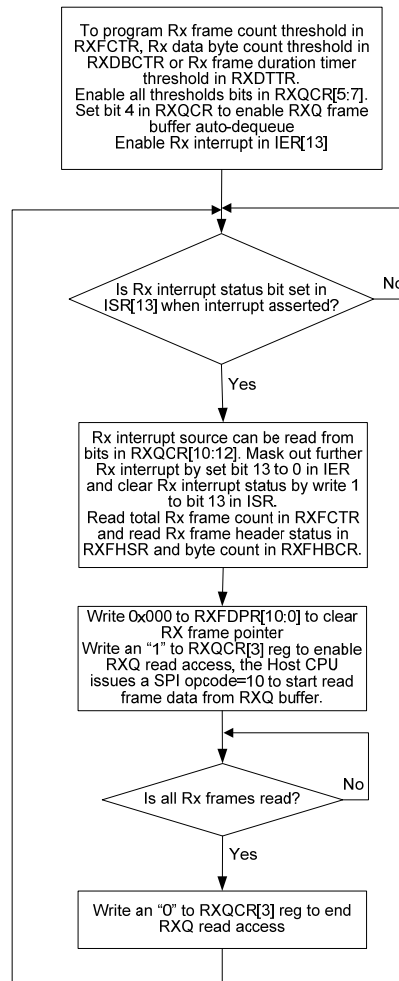 To program Rx frame count threshold in
RXFCTR, Rx data byte count threshold in
RXDBCTR or Rx frame duration timer
threshold in RXDTTR.
Enable all thresholds bits in RXQCR[5:7].
Set bit 4 in RXQCR to enable RXQ frame
buffer auto-dequeue
Enable Rx interrupt in IER[13]
Is Rx interrupt status bit set in
ISR[13] when interrupt asserted?
No
Yes
Rx interrupt source can be read from
bits in RXQCR[10:12]. Mask out further
Rx interrupt by set bit 13 to 0 in IER
and clear Rx interrupt status by write 1
to bit 13 in ISR.
Read total Rx frame count in RXFCTR
and read Rx frame header status in
RXFHSR and byte count in RXFHBCR.
Write 0x000 to RXFDPR[10:0] to clear
RX frame pointer
Write an “1” to RXQCR[3] reg to enable
RXQ read access, the Host CPU
issues a SPI opcode=10 to start read
frame data from RXQ buffer.
No
Is all Rx frames read?
Yes
Write an “0” to RXQCR[3] reg to end
RXQ read access